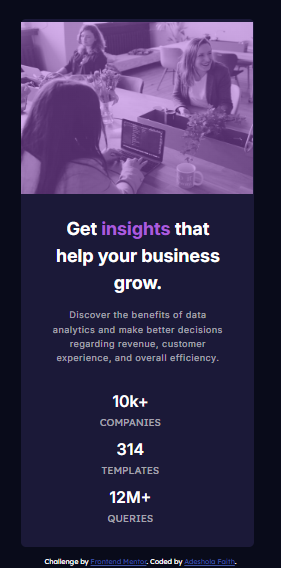 Get insights that
help your business
grow.
Discover the benefits of data
analytics and make better decisions
regarding revenue, customer
experience, and overall efficiency.
10k+
COMPANIES
314
TEMPLATES
12M+
QUERIES
Challenge by Frontend Mentor. Coded by Adeshola Faith.